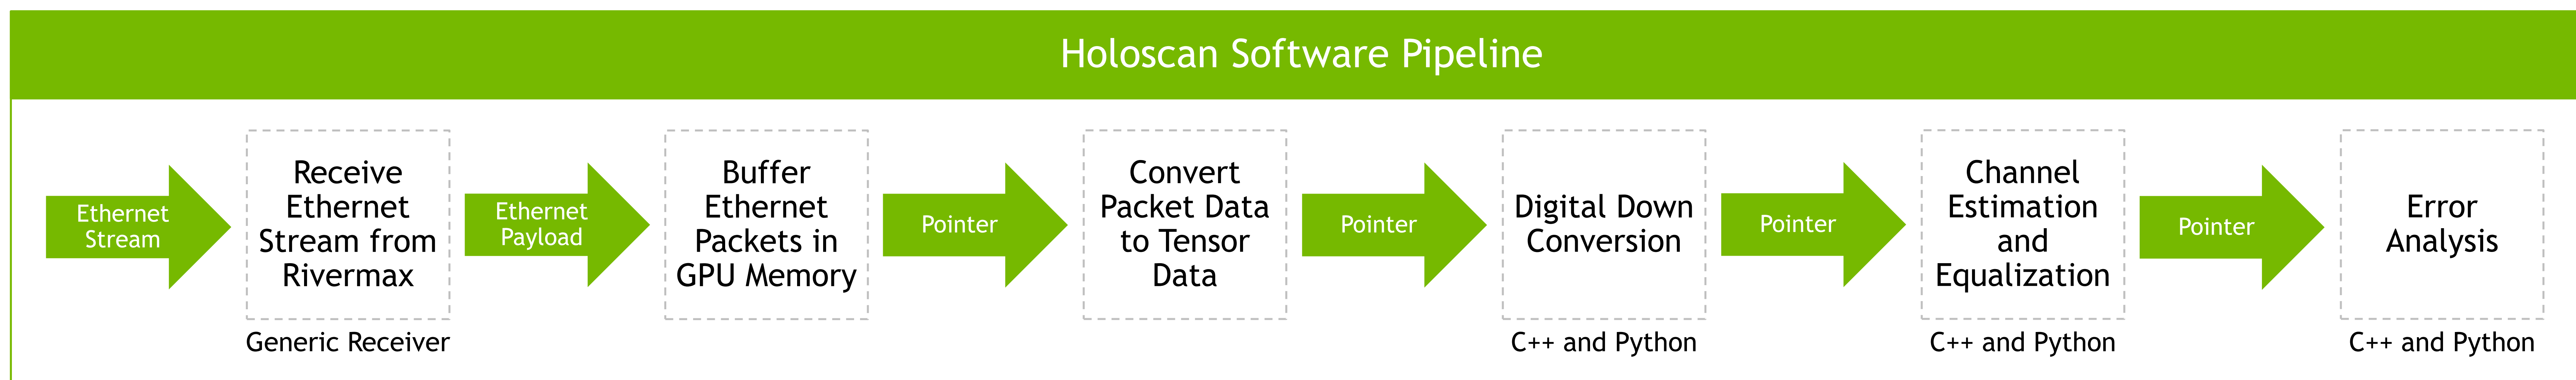 Holoscan Software Pipeline
Ethernet
Stream
Receive
Ethernet
Stream from
Rivermax
Generic Receiver
Ethernet
Payload
Buffer
Ethernet
Packets in
GPU Memory
Pointer
Convert
Packet Data
to Tensor
Data
Pointer
Digital Down
Conversion
C++ and Python
Pointer
Channel
Estimation
and
Equalization
C++ and Python
Pointer
Error
Analysis
C++ and Python